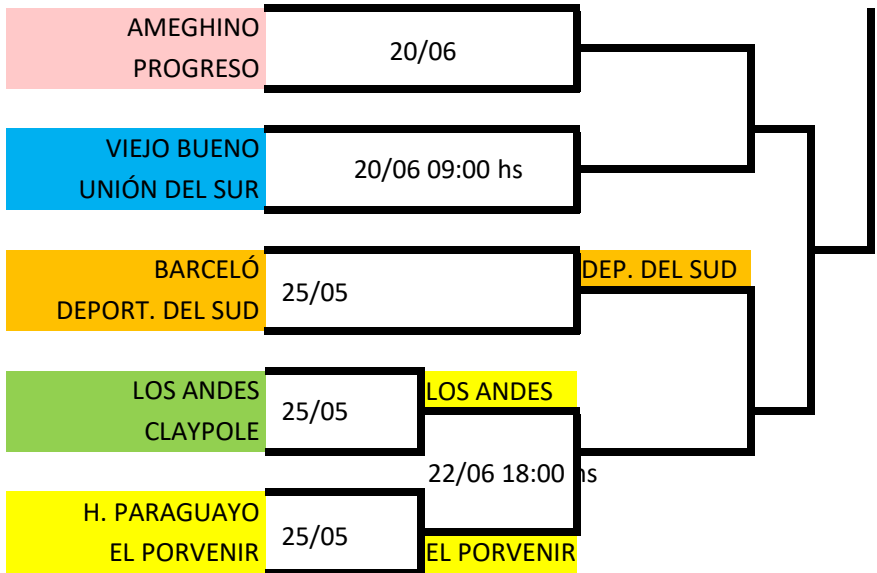 AMEGHINO
PROGRESO
20/06
VIEJO BUENO
UNIÓN DEL SUR
20/06 09:00 hs
BARCELÓ
DEPORT. DEL SUD
25/05
DEP. DEL SUD
LOS ANDES
CLAYPOLE
25/05
LOS ANDES
22/06 18:00 hs
H. PARAGUAYO
EL PORVENIR
25/05
EL PORVENIR